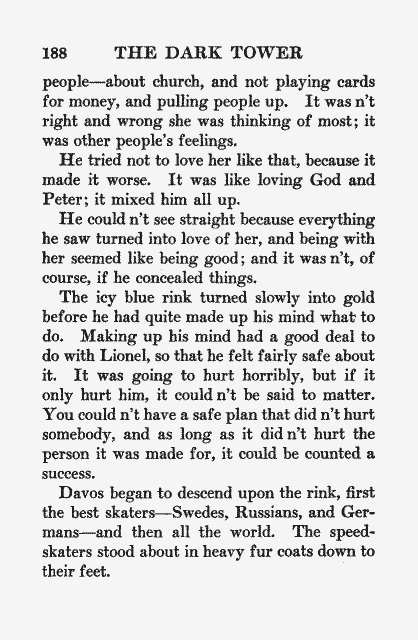 188 THE DARK TOWER
people—about church, and not playing cards
for money, and pulling people up. It was n't
right and wrong she was thinking of most; it
was other people's feelings.
He tried not to love her like that, because it
made it worse. It was like loving God and
Peter; it mixed him all up.
He could n't see straight because everything
he saw turned into love of her, and being with
her seemed like being good; and it was n't, of
course, if he concealed things.
The icy blue rink turned slowly into gold
before he had quite made up his mind what to
do. Making up his mind had a good deal to
do with Lionel, so that he felt fairly safe about
it. It was going to hurt horribly, but if it
only hurt him, it could n't be said to matter.
You could n't have a safe plan that did n't hurt
somebody, and as long as it did n't hurt the
person it was made for, it could be counted a
success.
Davos began to descend upon the rink, first
the best skaters—Swedes, Russians, and Ger-
mans—and then all the world. The speed-
skaters stood about in heavy fur coats down to
their feet.